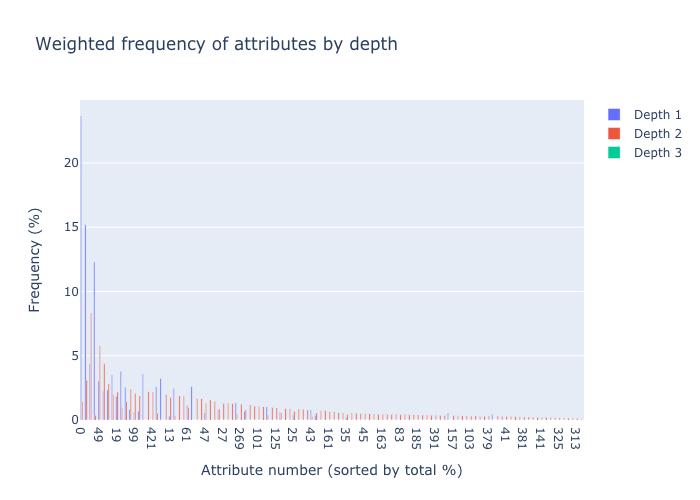 Weighted frequency of attributes by depth
Depth 1
Depth 2
Depth 3
Frequency (%)
20
15
10
5
0
0 49 19 99 421 13 61 47 27 269 101 125 25 43 161 35 45 163 83 185 391 157 103 379 41 381 141 325 313
Attribute number (sorted by total %)